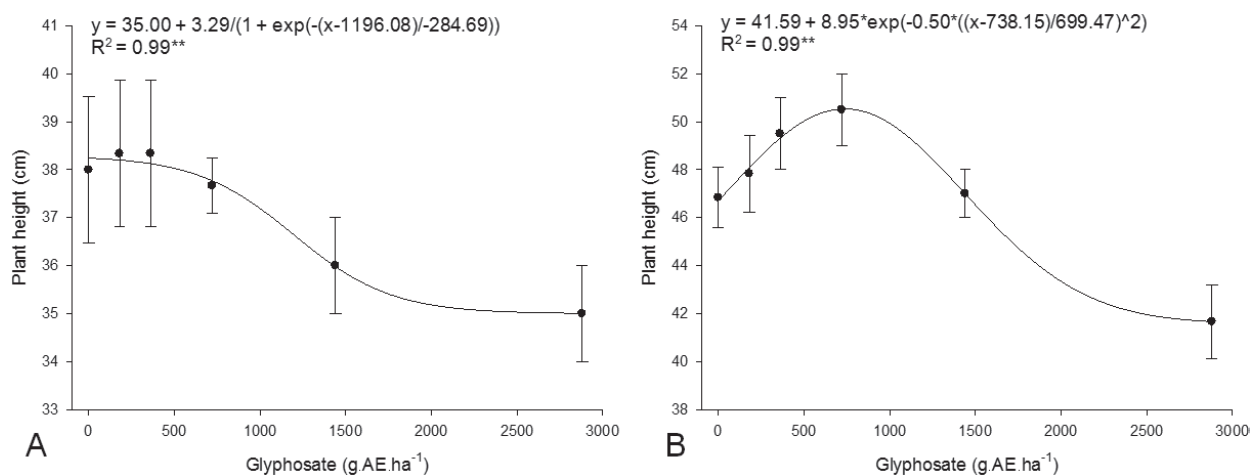 y = 35.00 + 3.29/(1 + exp(-(x-1196.08)/-284.69))
R² = 0.99**
41
40
39
38
37
36
35
34
33
Plant height (cm)
0 500 1000 1500 2000 2500 3000
Glyphosate (g.AE.ha⁻¹)
A
y = 41.59 + 8.95*exp(-0.50*((x-738.15)/699.47)^2)
R² = 0.99**
54
52
50
48
46
44
42
40
38
Plant height (cm)
0 500 1000 1500 2000 2500 3000
Glyphosate (g.AE.ha⁻¹)
B